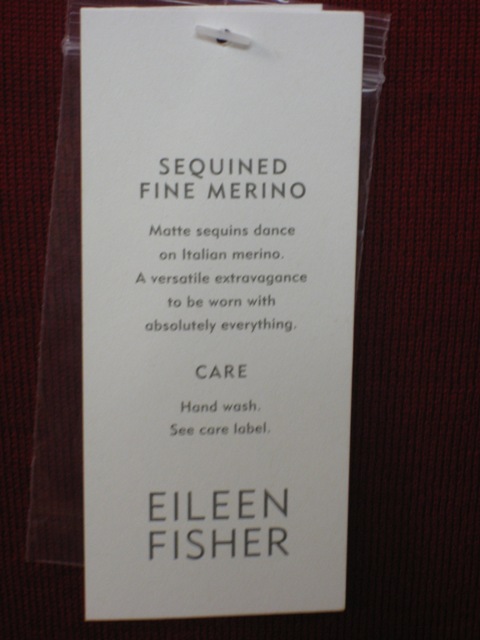 SEQUINED
FINE MERINO
Matte sequins dance
on Italian merino.
A versatile extravagance
to be worn with
absolutely everything.
CARE
Hand wash.
See care label.
EILEEN
FISHER